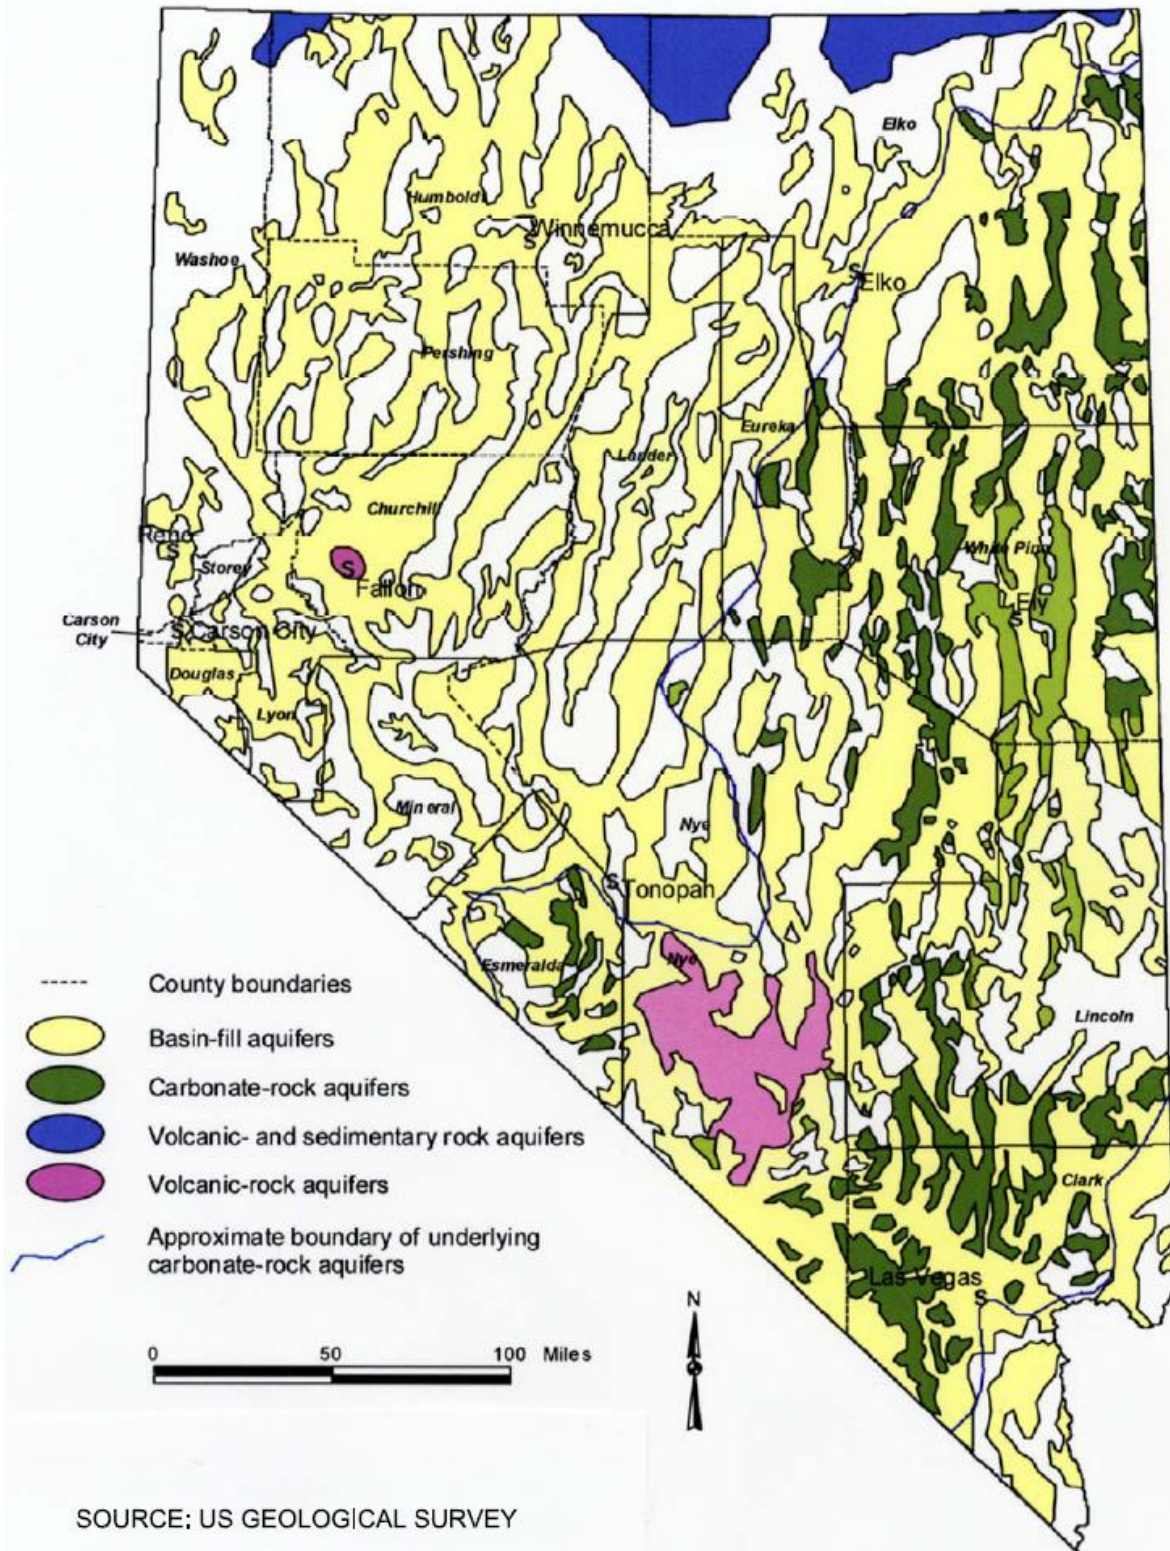 Elko
Humboldt
Winnemucca
Washoe
Elko
Pershing
Eureka
Lander
Churchill
Reno
White Pine
Storey
Fallon
Ely
Carson
City
Carson City
Douglas
Lyon
Mineral
Nye
Tonopah
Esmeralda
Nye
Lincoln
Clark
Las Vegas
County boundaries
Basin-fill aquifers
Carbonate-rock aquifers
Volcanic- and sedimentary rock aquifers
Volcanic-rock aquifers
Approximate boundary of underlying
carbonate-rock aquifers
N
0 50 100 Miles
SOURCE: US GEOLOGICAL SURVEY